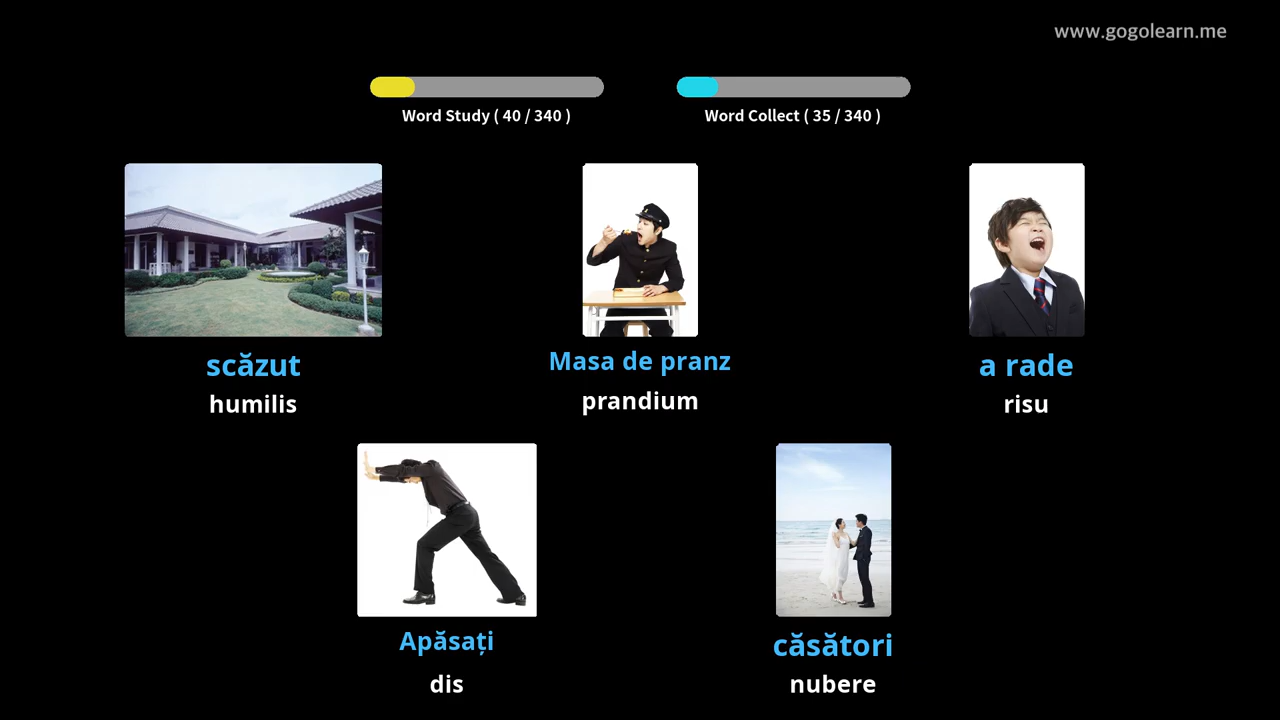 www.gogolearn.me
Word Study ( 40 / 340 )
Word Collect ( 35 / 340 )
scăzut
humilis
Masa de pranz
prandium
a rade
risu
Apăsați
dis
căsători
nubere